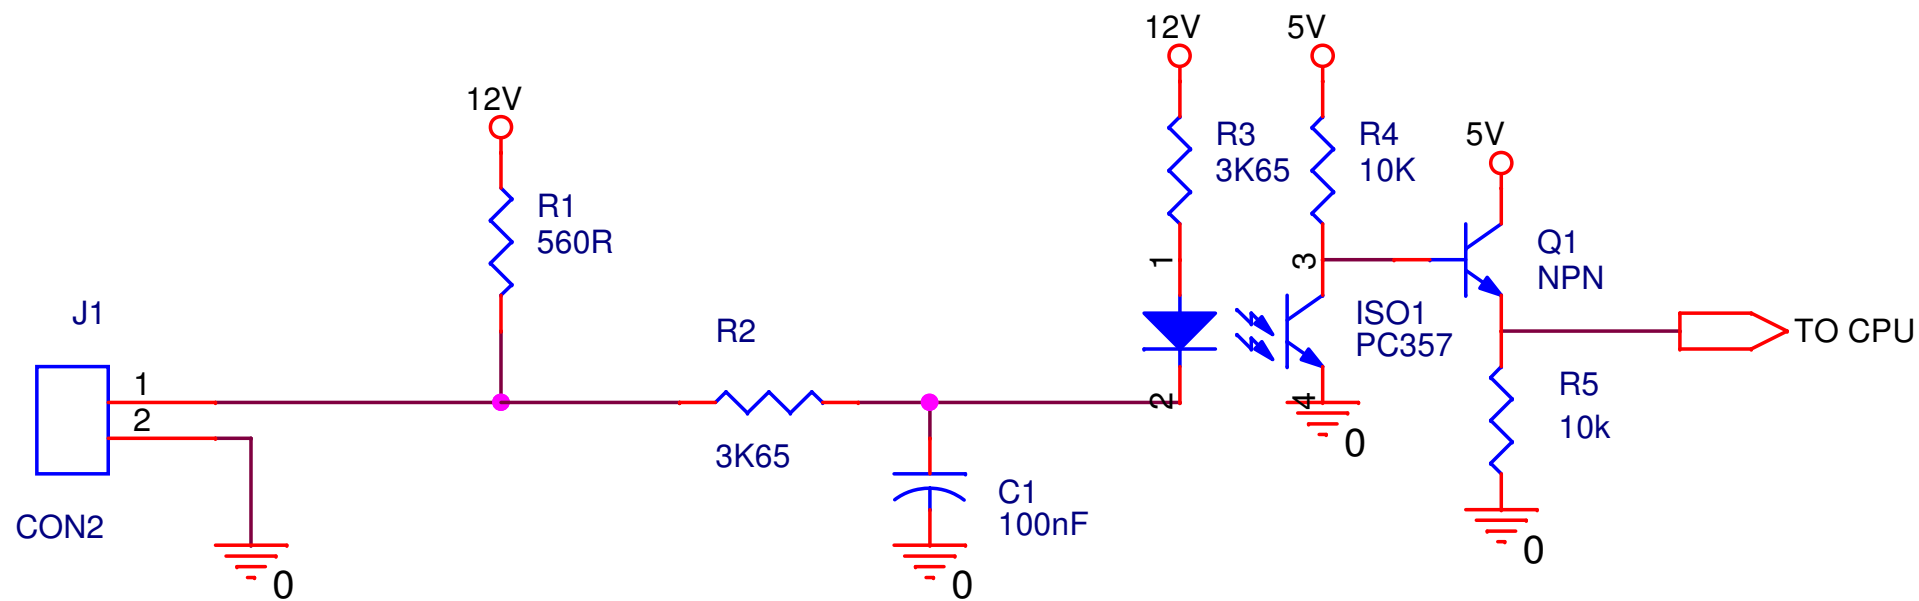 12V
5V
12V
R3
3K65
R4
10K
5V
R1
560R
1
3
Q1
NPN
J1
R2
ISO1
PC357
TO CPU
1
2
2
4
0
R5
10k
3K65
C1
100nF
CON2
0
0
0